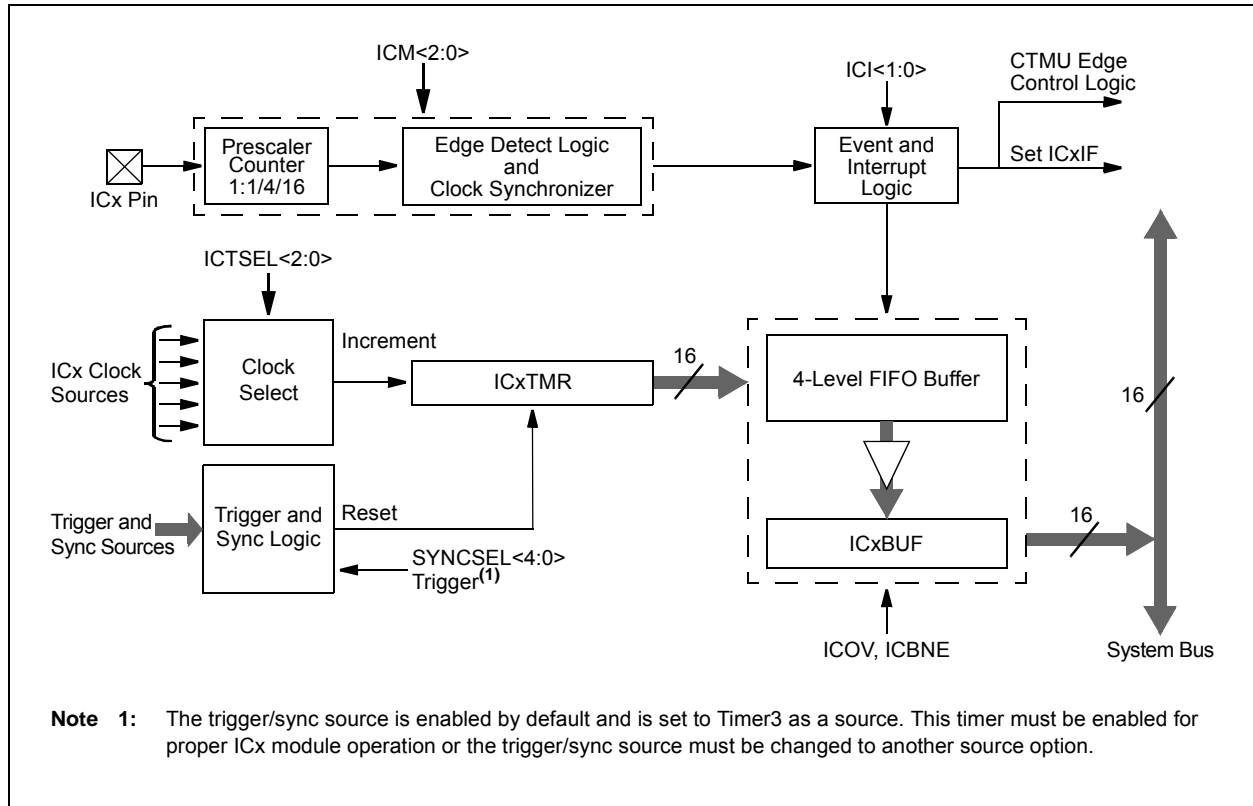 ICM<2:0>
ICI<1:0>
CTMU Edge
Control Logic
Prescaler
Counter
1:1/4/16
Edge Detect Logic
and
Clock Synchronizer
Event and
Interrupt
Logic
Set ICxIF
ICx Pin
ICTSEL<2:0>
ICx Clock
Sources
Clock
Select
Increment
ICxTMR
16
4-Level FIFO Buffer
16
Trigger and
Sync Sources
Trigger and
Sync Logic
Reset
SYNCSEL<4:0>
Trigger(1)
ICxBUF
16
ICOV, ICBNE
System Bus
Note 1: The trigger/sync source is enabled by default and is set to Timer3 as a source. This timer must be enabled for
proper ICx module operation or the trigger/sync source must be changed to another source option.